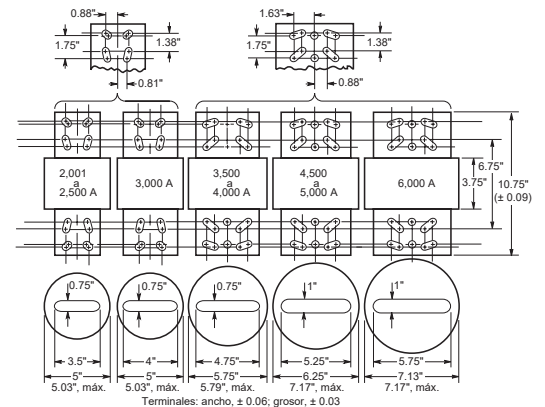 0.88"
1.75"
1.38"
0.81"
1.63"
1.75"
1.38"
0.88"
2,001
a
2,500 A
3,000 A
3,500
a
4,000 A
4,500
a
5,000 A
6,000 A
6.75"
3.75"
10.75"
(± 0.09)
0.75"
0.75"
0.75"
1"
1"
3.5"
4"
4.75"
5.25"
5.75"
5"
5"
5.75"
6.25"
7.13"
5.03", máx.
5.03", máx.
5.79", máx.
7.17", máx.
7.17", máx.
Terminales: ancho, ± 0.06; grosor, ± 0.03